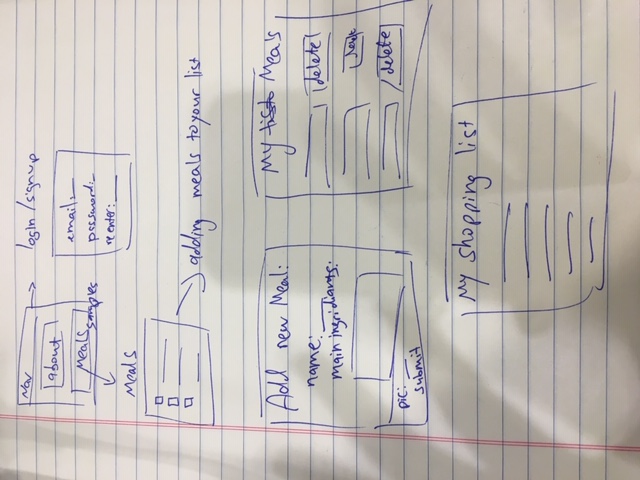 Nav
login/signup
about
Meals
samples
email:
password:
re enter:
Meals
adding meals to your list
Add new Meal:
name:
main ingridiants:
pic:
submit
My list Meals
delete
delete
My shopping list